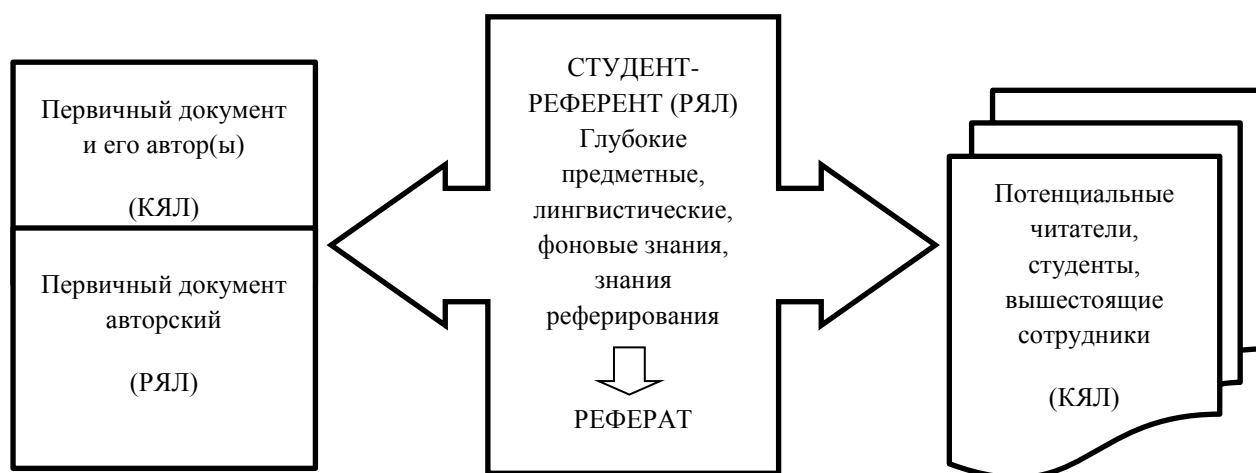 Первичный документ
и его автор(ы)
(КЯЛ)
Первичный документ
авторский
(РЯЛ)
СТУДЕНТ-
РЕФЕРЕНТ (РЯЛ)
Глубокие
предметные,
лингвистические,
фоновые знания,
знания
реферирования
РЕФЕРАТ
Потенциальные
читатели,
студенты,
вышестоящие
сотрудники
(КЯЛ)